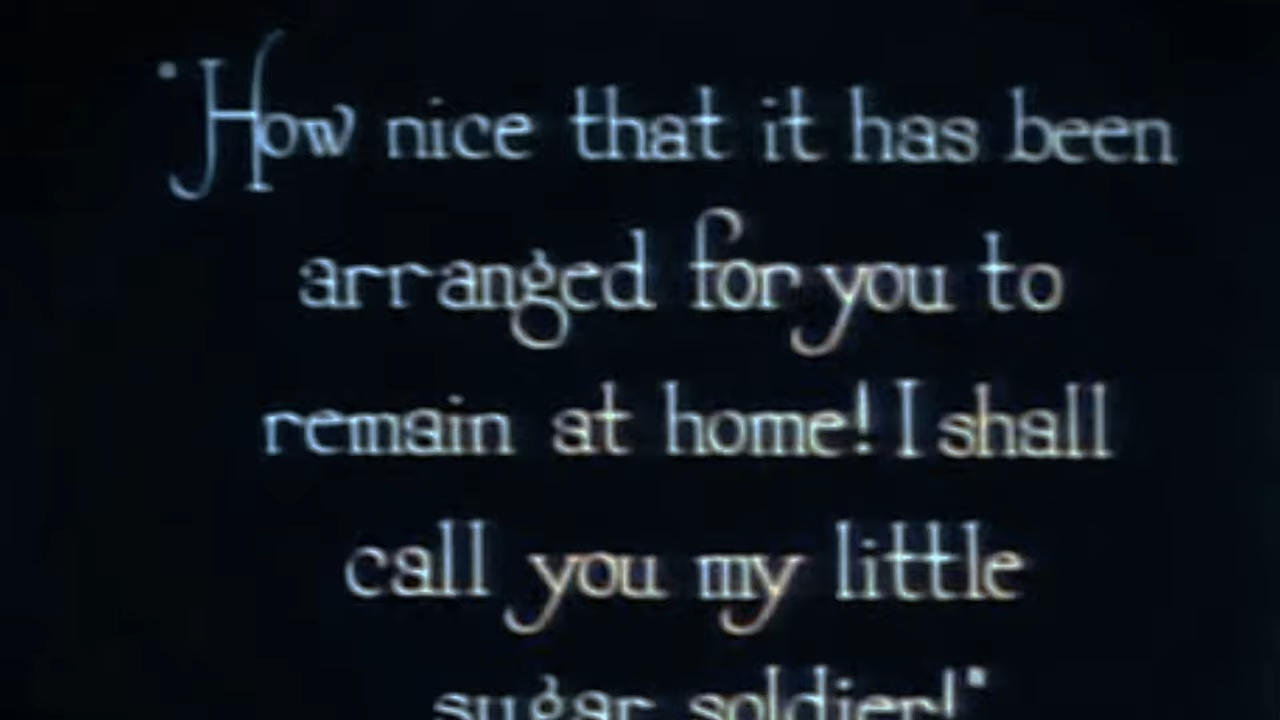 "How nice that it has been
arranged for you to
remain at home! I shall
call you my little
sugar soldier!"